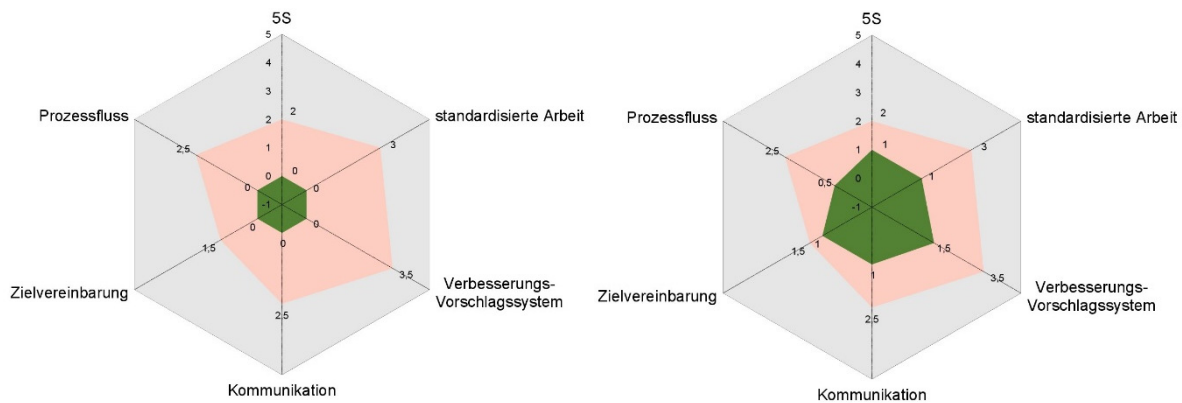 5S
5
4
3
2
2
1
0
0
-1
Prozessfluss
2,5
0
standardisierte Arbeit
3
0
Zielvereinbarung
1,5
0
Verbesserungs-
Vorschlagssystem
3,5
0
0
2,5
Kommunikation
5S
5
4
3
2
2
1
1
0
-1
Prozessfluss
2,5
0,5
standardisierte Arbeit
3
1
Zielvereinbarung
1,5
1
Verbesserungs-
Vorschlagssystem
3,5
1,5
1
2,5
Kommunikation